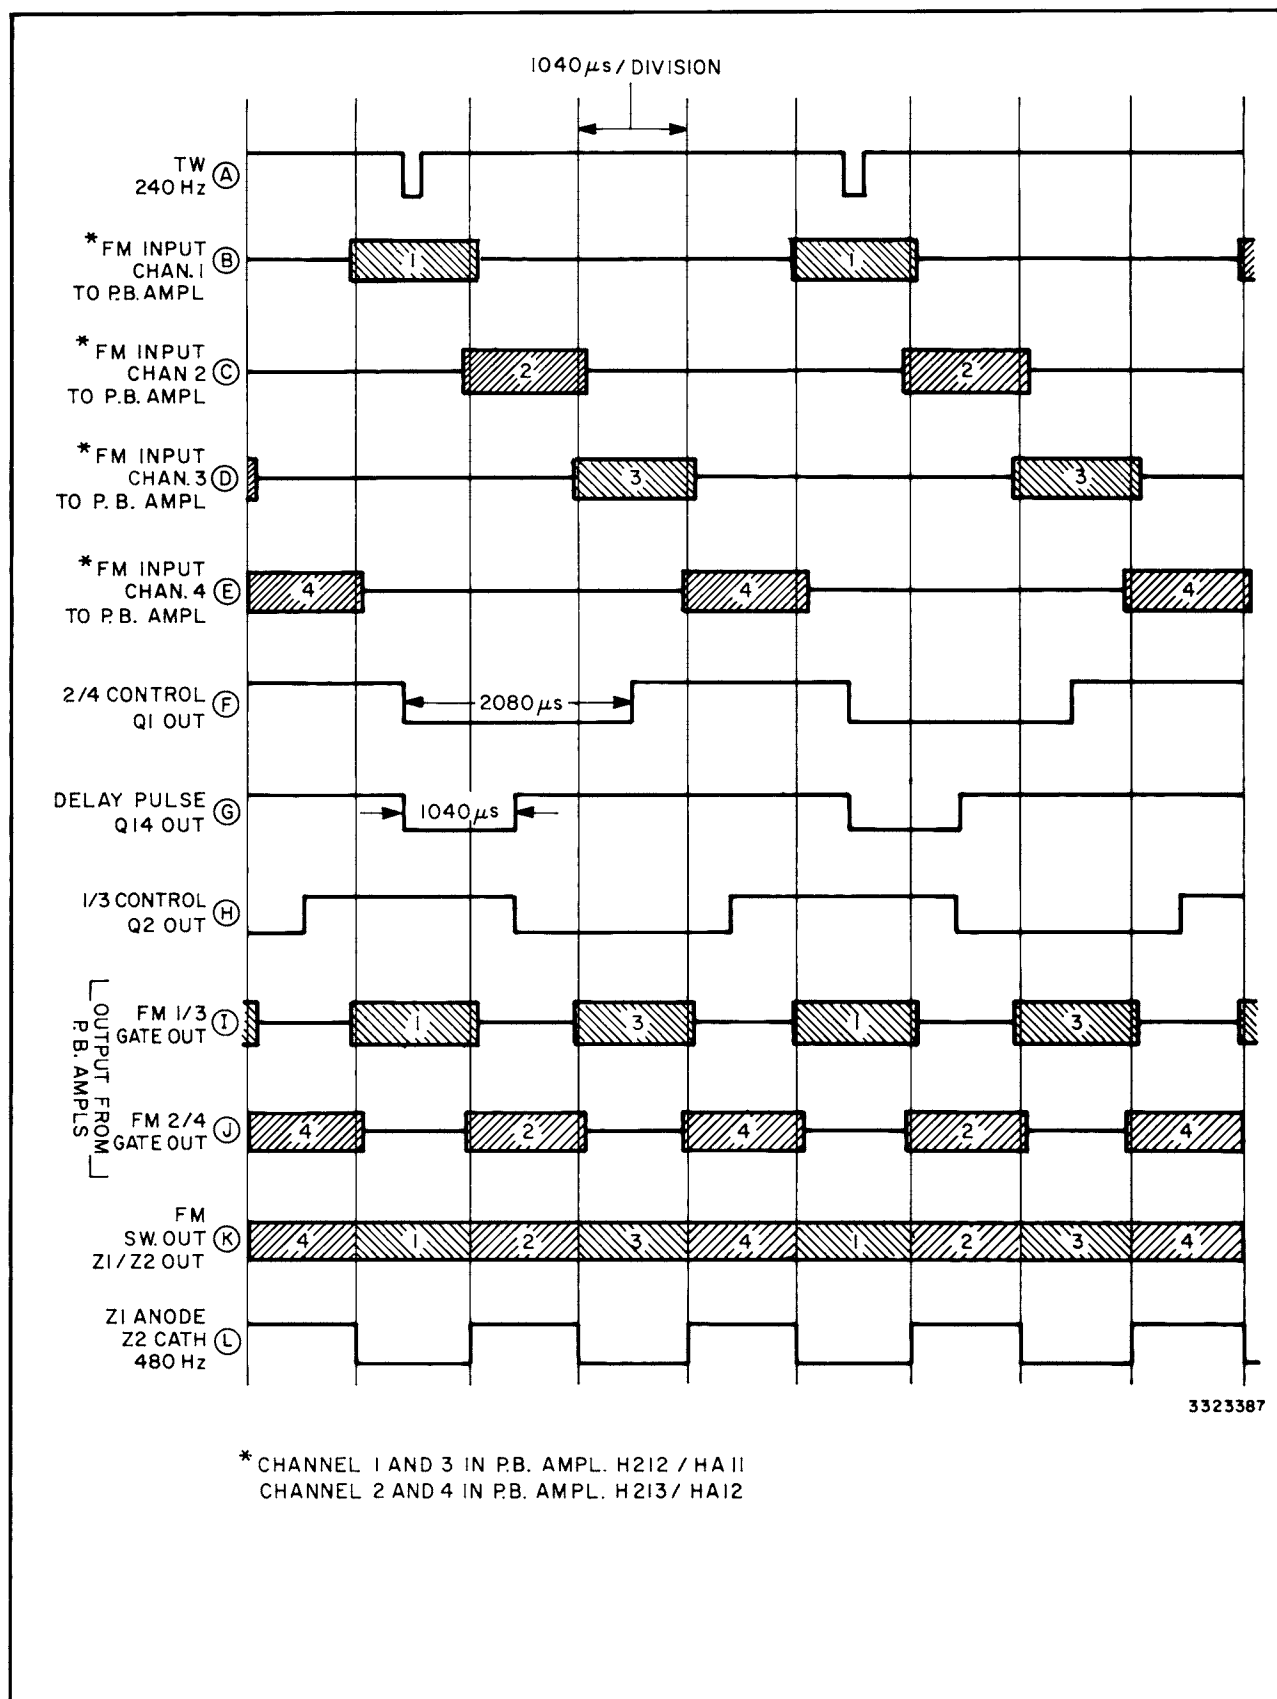 1040μs/DIVISION
TW
240 Hz A
*FM INPUT
CHAN. 1 B
TO P.B. AMPL
1 1
*FM INPUT
CHAN 2 C
TO P.B. AMPL
2 2
*FM INPUT
CHAN. 3 D
TO P. B. AMPL
3 3
*FM INPUT
CHAN. 4 E
TO P.B. AMPL
4 4 4
2/4 CONTROL
Q1 OUT F
2080μs
DELAY PULSE
Q14 OUT G
1040μs
1/3 CONTROL
Q2 OUT H
OUTPUT FROM
P.B. AMPLS
FM 1/3
GATE OUT I
1 3 1 3
FM 2/4
GATE OUT J
4 2 4 2 4
FM
SW. OUT K
Z1/Z2 OUT
4 1 2 3 4 1 2 3 4
Z1 ANODE
Z2 CATH L
480 Hz
3323387
* CHANNEL 1 AND 3 IN P.B. AMPL. H212 / HA11
CHANNEL 2 AND 4 IN P.B. AMPL. H213/ HA12